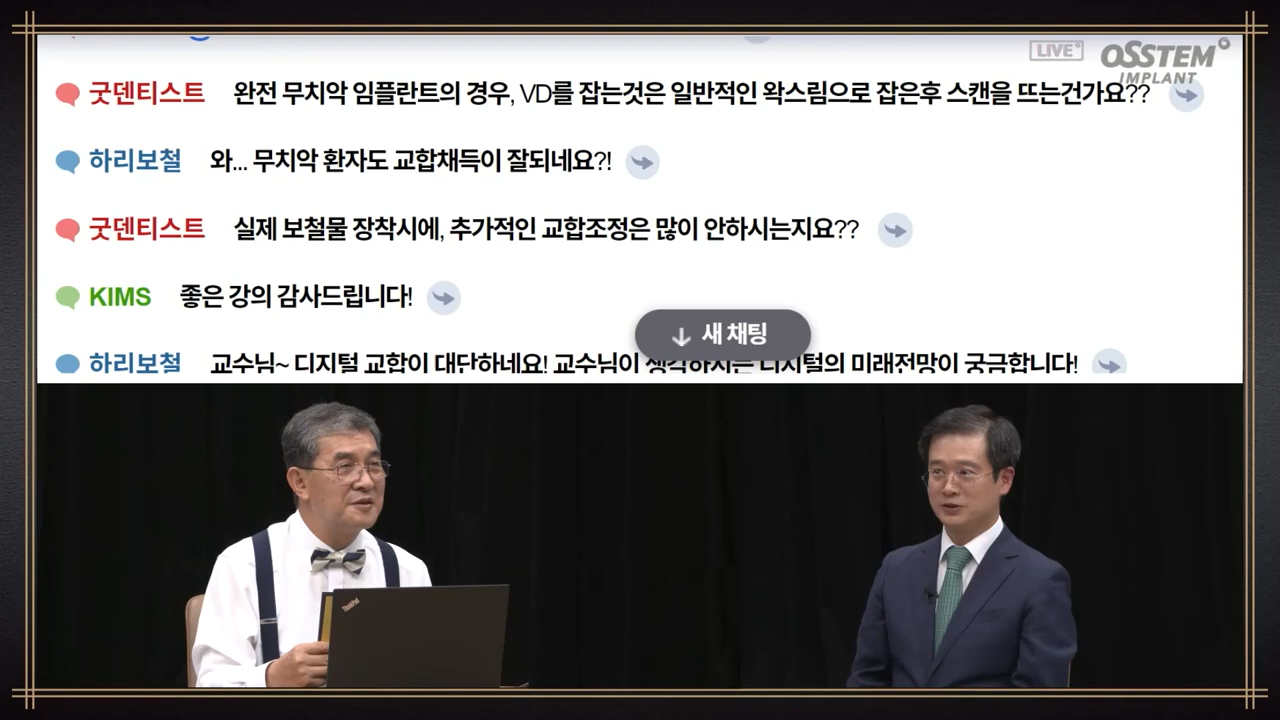 LIVE
OSSTEM
IMPLANT
굿덴티스트 완전 무치악 임플란트의 경우, VD를 잡는것은 일반적인 왁스림으로 잡은후 스캔을 뜨는건가요??
하리보철 와... 무치악 환자도 교합채득이 잘되네요?!
굿덴티스트 실제 보철물 장착시에, 추가적인 교합조정은 많이 안하시는지요??
KIMS 좋은 강의 감사드립니다!
↓ 새 채팅
하리보철 교수님~ 디지털 교합이 대단하네요! 교수님이 생각하시는 디지털의 미래전망이 궁금합니다!
ThinkPad